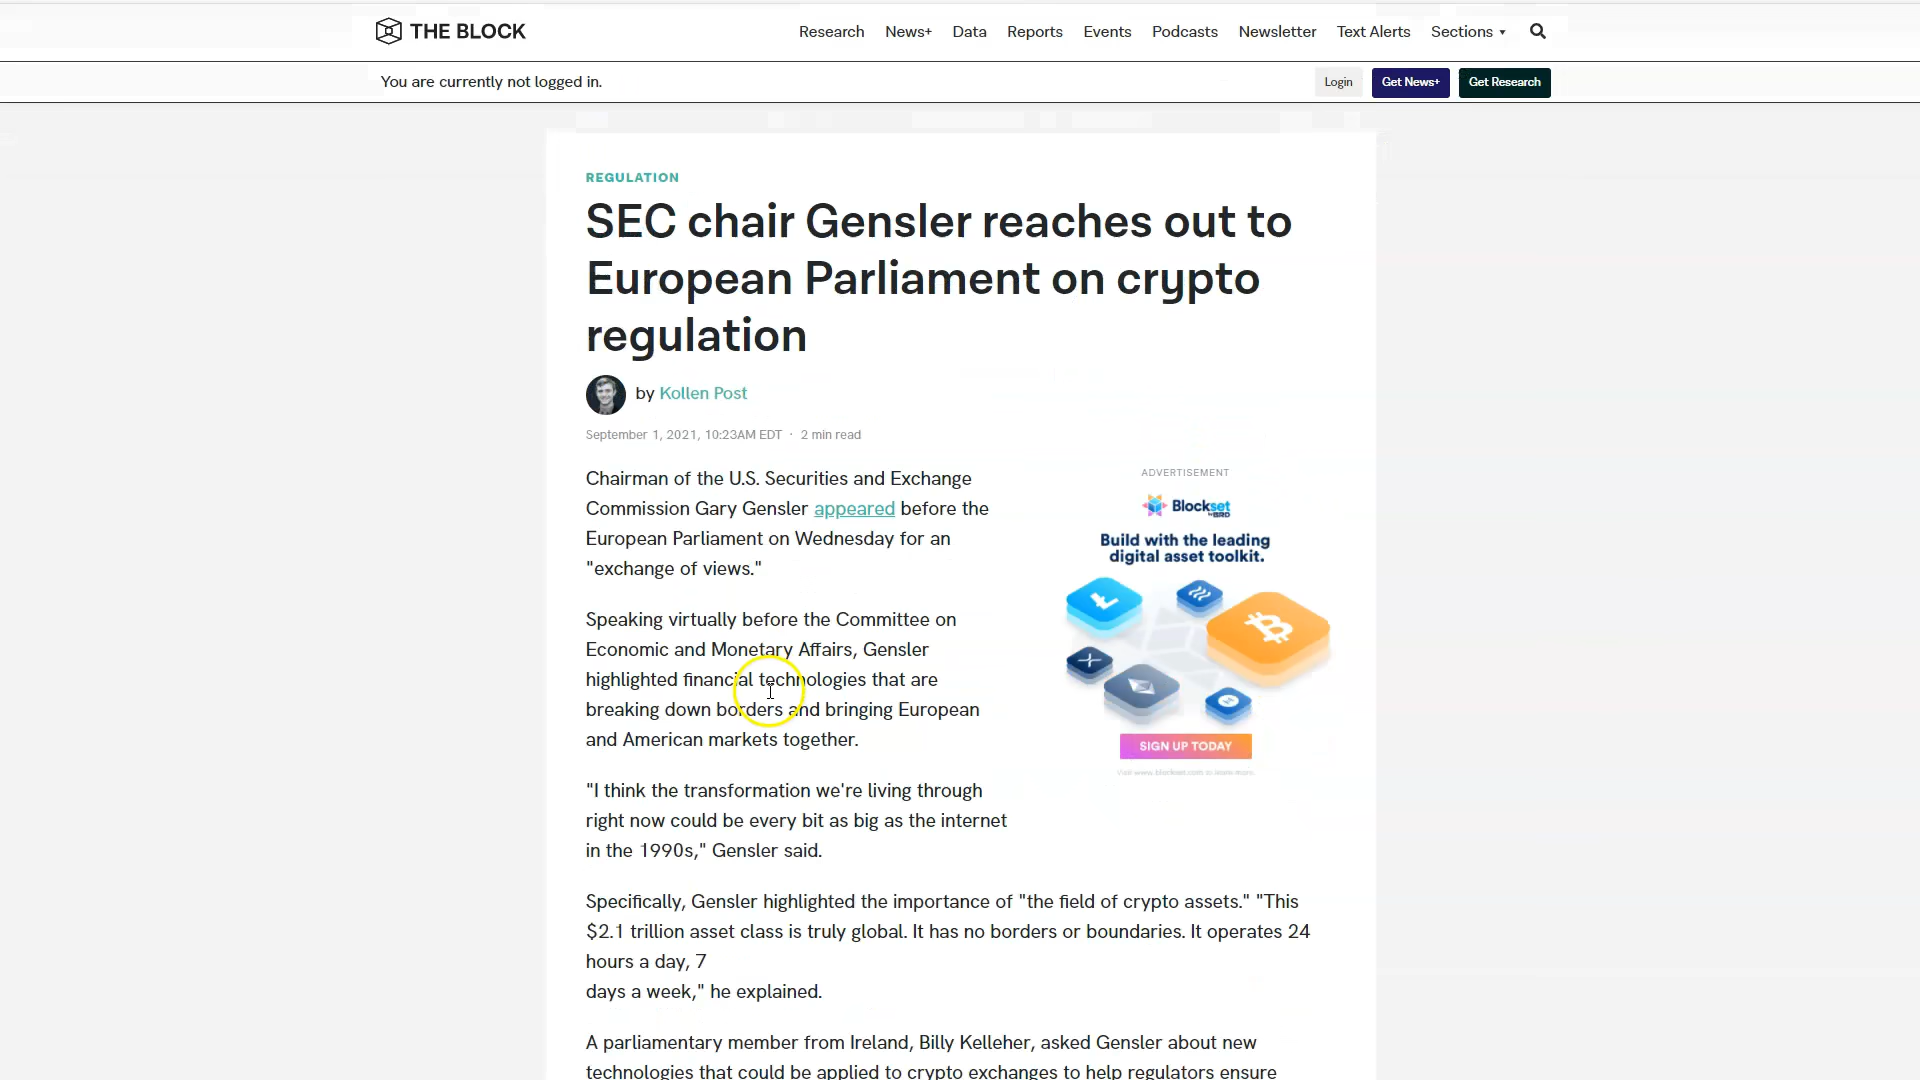 THE BLOCK
Research News+ Data Reports Events Podcasts Newsletter Text Alerts Sections
You are currently not logged in.
Login Get News+ Get Research
REGULATION
SEC chair Gensler reaches out to
European Parliament on crypto
regulation
by Kollen Post
September 1, 2021, 10:23AM EDT · 2 min read
Chairman of the U.S. Securities and Exchange
Commission Gary Gensler appeared before the
European Parliament on Wednesday for an
"exchange of views."
Speaking virtually before the Committee on
Economic and Monetary Affairs, Gensler
highlighted financial technologies that are
breaking down borders and bringing European
and American markets together.
"I think the transformation we're living through
right now could be every bit as big as the internet
in the 1990s," Gensler said.
ADVERTISEMENT
Blockset
by BRD
Build with the leading
digital asset toolkit.
SIGN UP TODAY
Visit www.blockset.com to learn more.
Specifically, Gensler highlighted the importance of "the field of crypto assets." "This
$2.1 trillion asset class is truly global. It has no borders or boundaries. It operates 24
hours a day, 7
days a week," he explained.
A parliamentary member from Ireland, Billy Kelleher, asked Gensler about new
technologies that could be applied to crypto exchanges to help regulators ensure